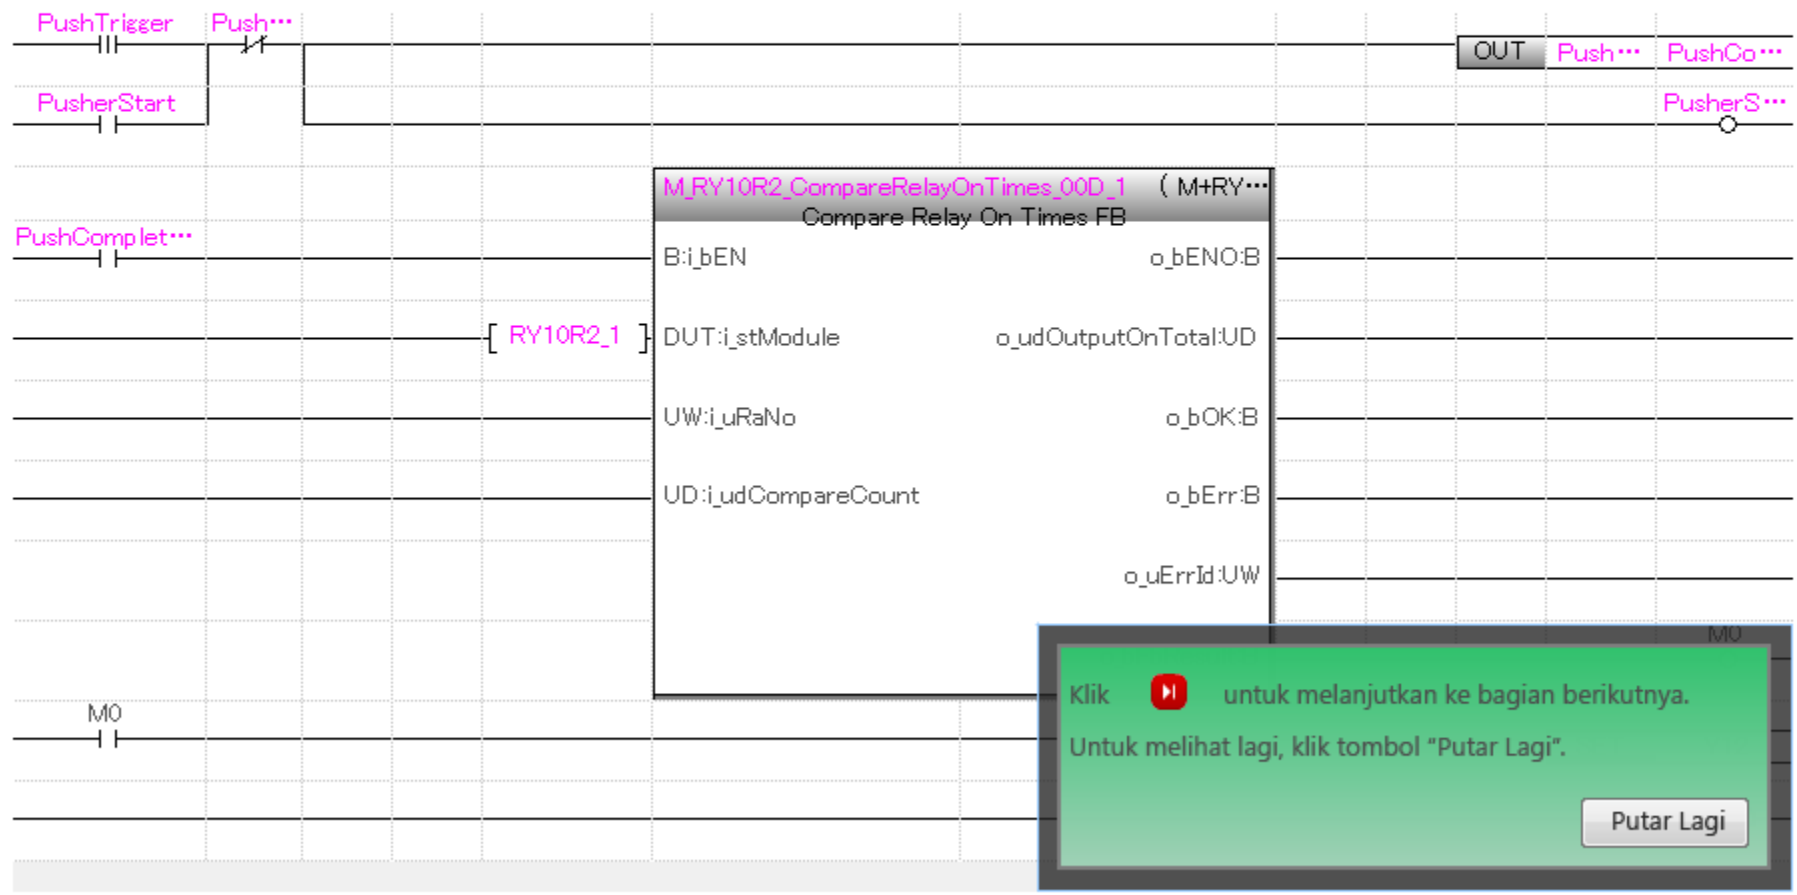 PushTrigger Push…
OUT Push… PushCo…
PusherStart PusherS…
M_RY10R2_CompareRelayOnTimes_00D_1 ( M+RY…
Compare Relay On Times FB
PushComplet…
B:i_bEN o_bENO:B
RY10R2_1 DUT:i_stModule o_udOutputOnTotal:UD
UW:i_uRaNo o_bOK:B
UD:i_udCompareCount o_bErr:B
o_uErrId:UW
M0
Klik untuk melanjutkan ke bagian berikutnya.
M0
Untuk melihat lagi, klik tombol “Putar Lagi”.
Putar Lagi